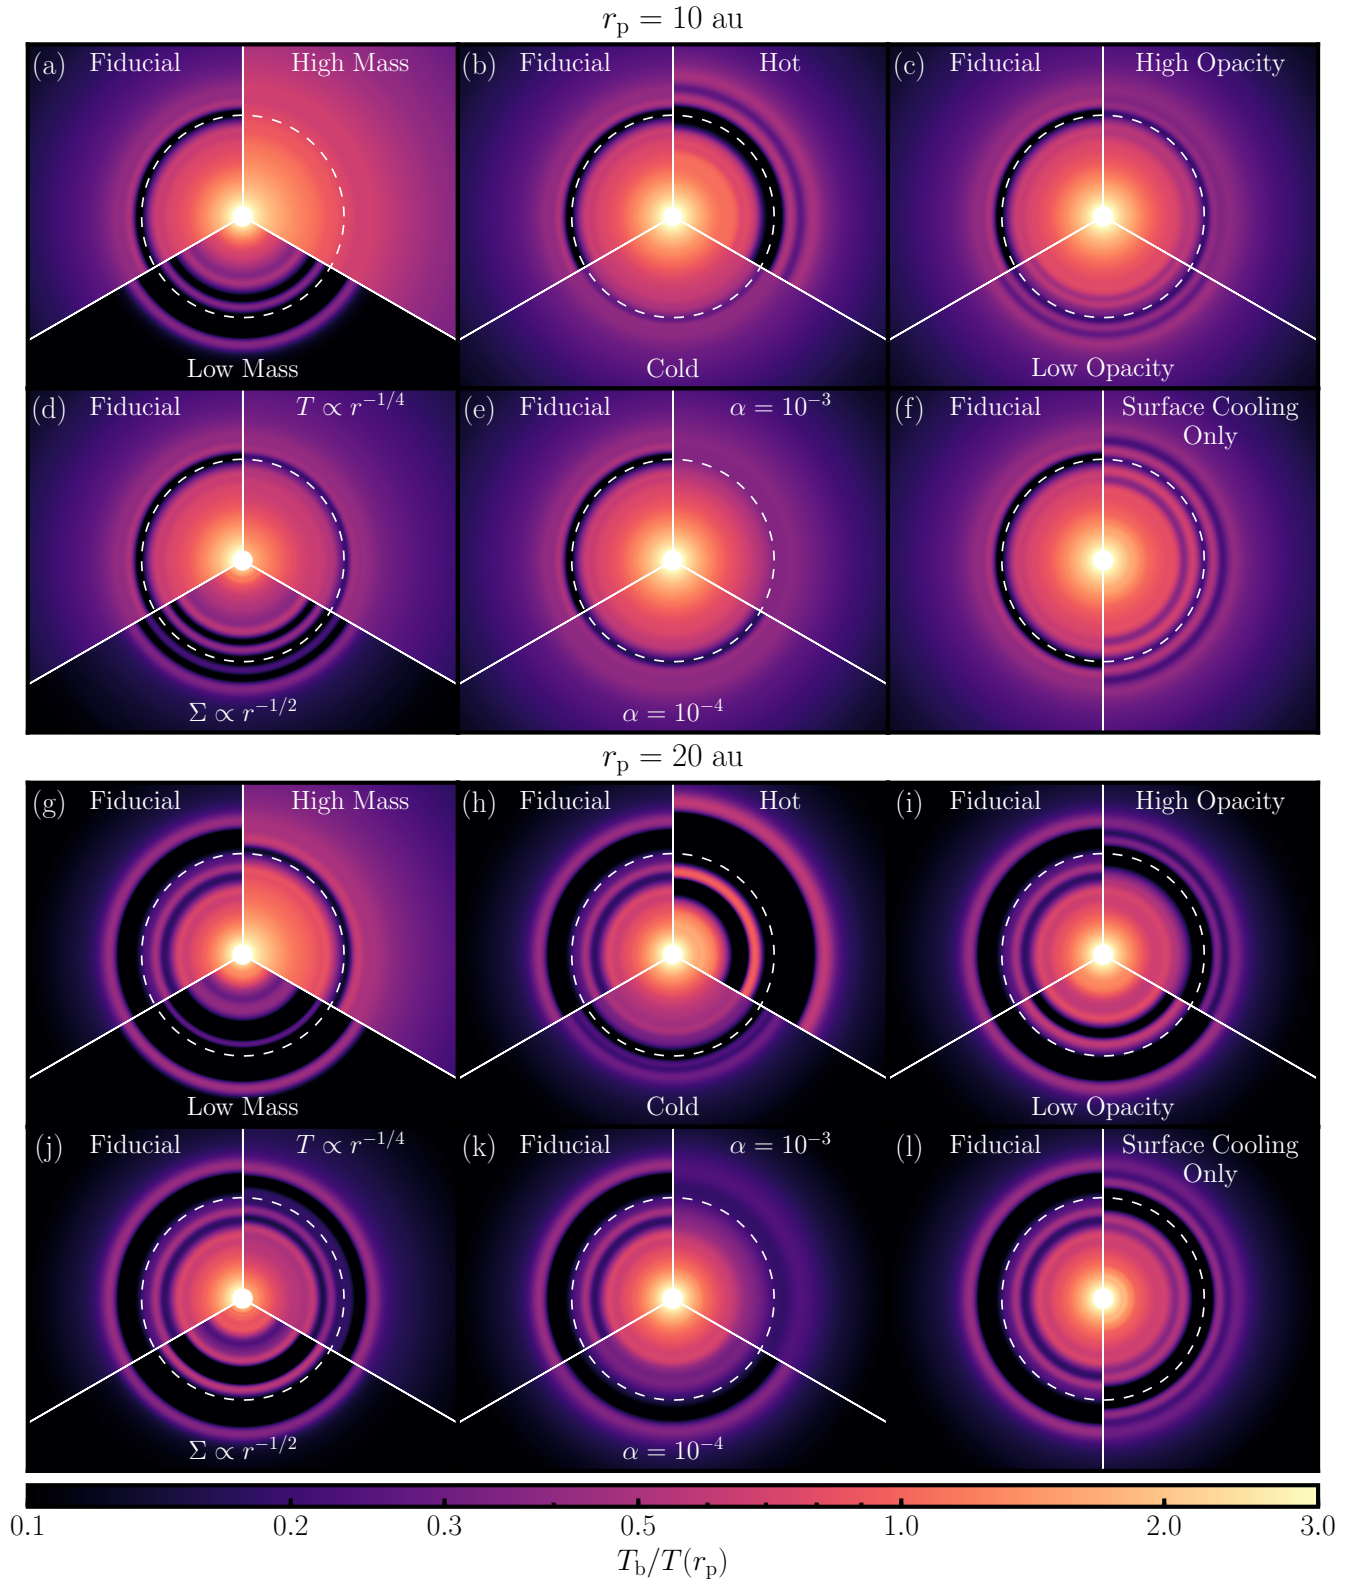 r_p = 10 au
(a) Fiducial High Mass
Low Mass
(b) Fiducial Hot
Cold
(c) Fiducial High Opacity
Low Opacity
(d) Fiducial T ∝ r^{-1/4}
Σ ∝ r^{-1/2}
(e) Fiducial α = 10^{-3}
α = 10^{-4}
(f) Fiducial Surface Cooling
Only
r_p = 20 au
(g) Fiducial High Mass
Low Mass
(h) Fiducial Hot
Cold
(i) Fiducial High Opacity
Low Opacity
(j) Fiducial T ∝ r^{-1/4}
Σ ∝ r^{-1/2}
(k) Fiducial α = 10^{-3}
α = 10^{-4}
(l) Fiducial Surface Cooling
Only
0.1 0.2 0.3 0.5 1.0 2.0 3.0
T_b/T(r_p)